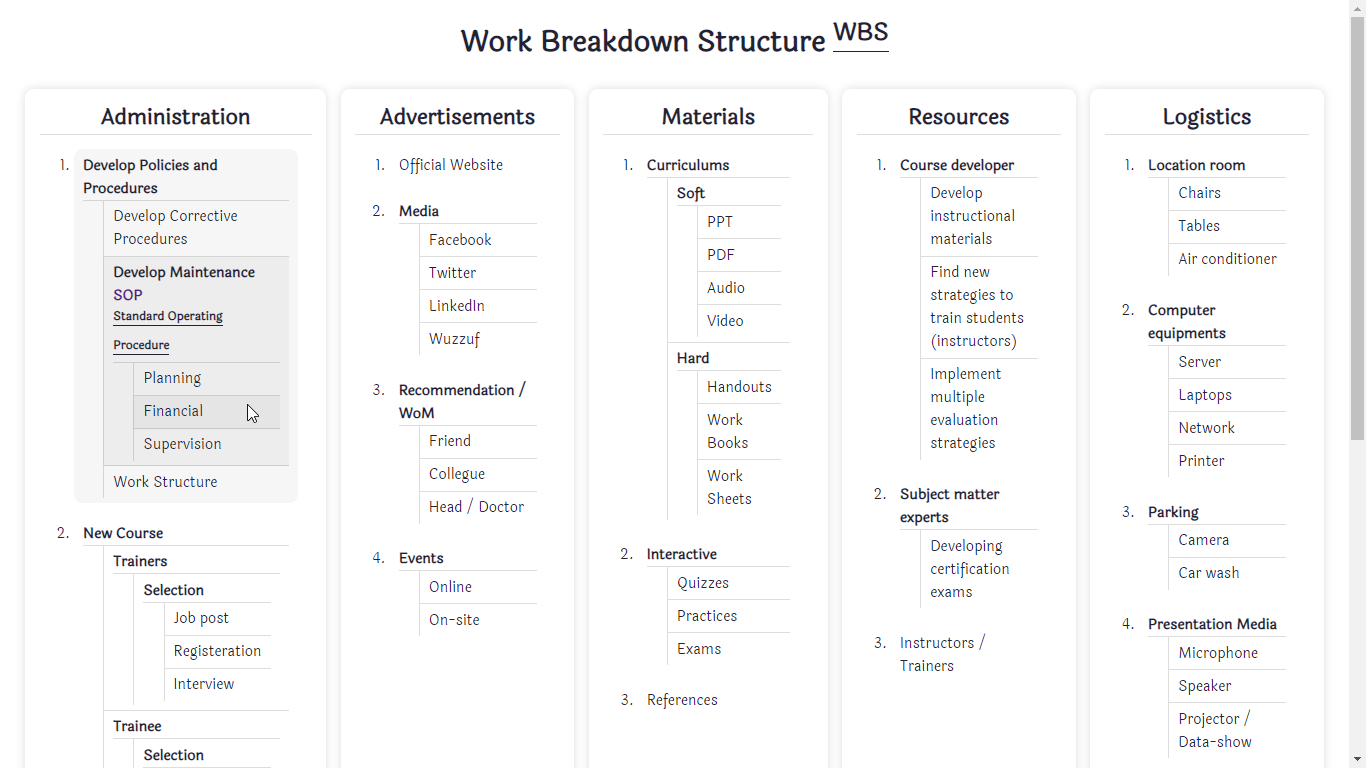 Work Breakdown Structure WBS
Administration
1. Develop Policies and
Procedures
Develop Corrective
Procedures
Develop Maintenance
SOP
Standard Operating
Procedure
Planning
Financial
Supervision
Work Structure
2. New Course
Trainers
Selection
Job post
Registeration
Interview
Trainee
Selection
Advertisements
1. Official Website
2. Media
Facebook
Twitter
LinkedIn
Wuzzuf
3. Recommendation /
WoM
Friend
Collegue
Head / Doctor
4. Events
Online
On-site
Materials
1. Curriculums
Soft
PPT
PDF
Audio
Video
Hard
Handouts
Work
Books
Work
Sheets
2. Interactive
Quizzes
Practices
Exams
3. References
Resources
1. Course developer
Develop
instructional
materials
Find new
strategies to
train students
(instructors)
Implement
multiple
evaluation
strategies
2. Subject matter
experts
Developing
certification
exams
3. Instructors /
Trainers
Logistics
1. Location room
Chairs
Tables
Air conditioner
2. Computer
equipments
Server
Laptops
Network
Printer
3. Parking
Camera
Car wash
4. Presentation Media
Microphone
Speaker
Projector /
Data-show